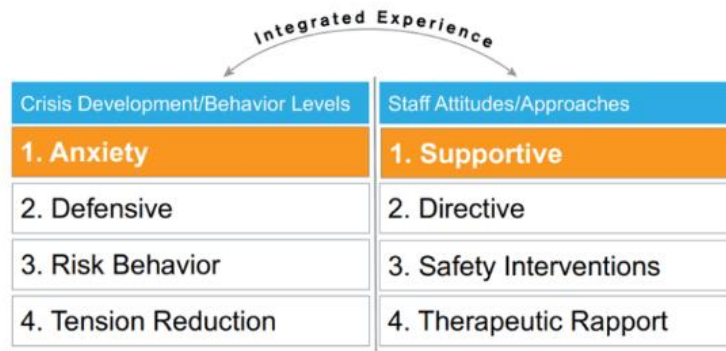 Integrated Experience
Crisis Development/Behavior Levels
Staff Attitudes/Approaches
1. Anxiety
1. Supportive
2. Defensive
2. Directive
3. Risk Behavior
3. Safety Interventions
4. Tension Reduction
4. Therapeutic Rapport